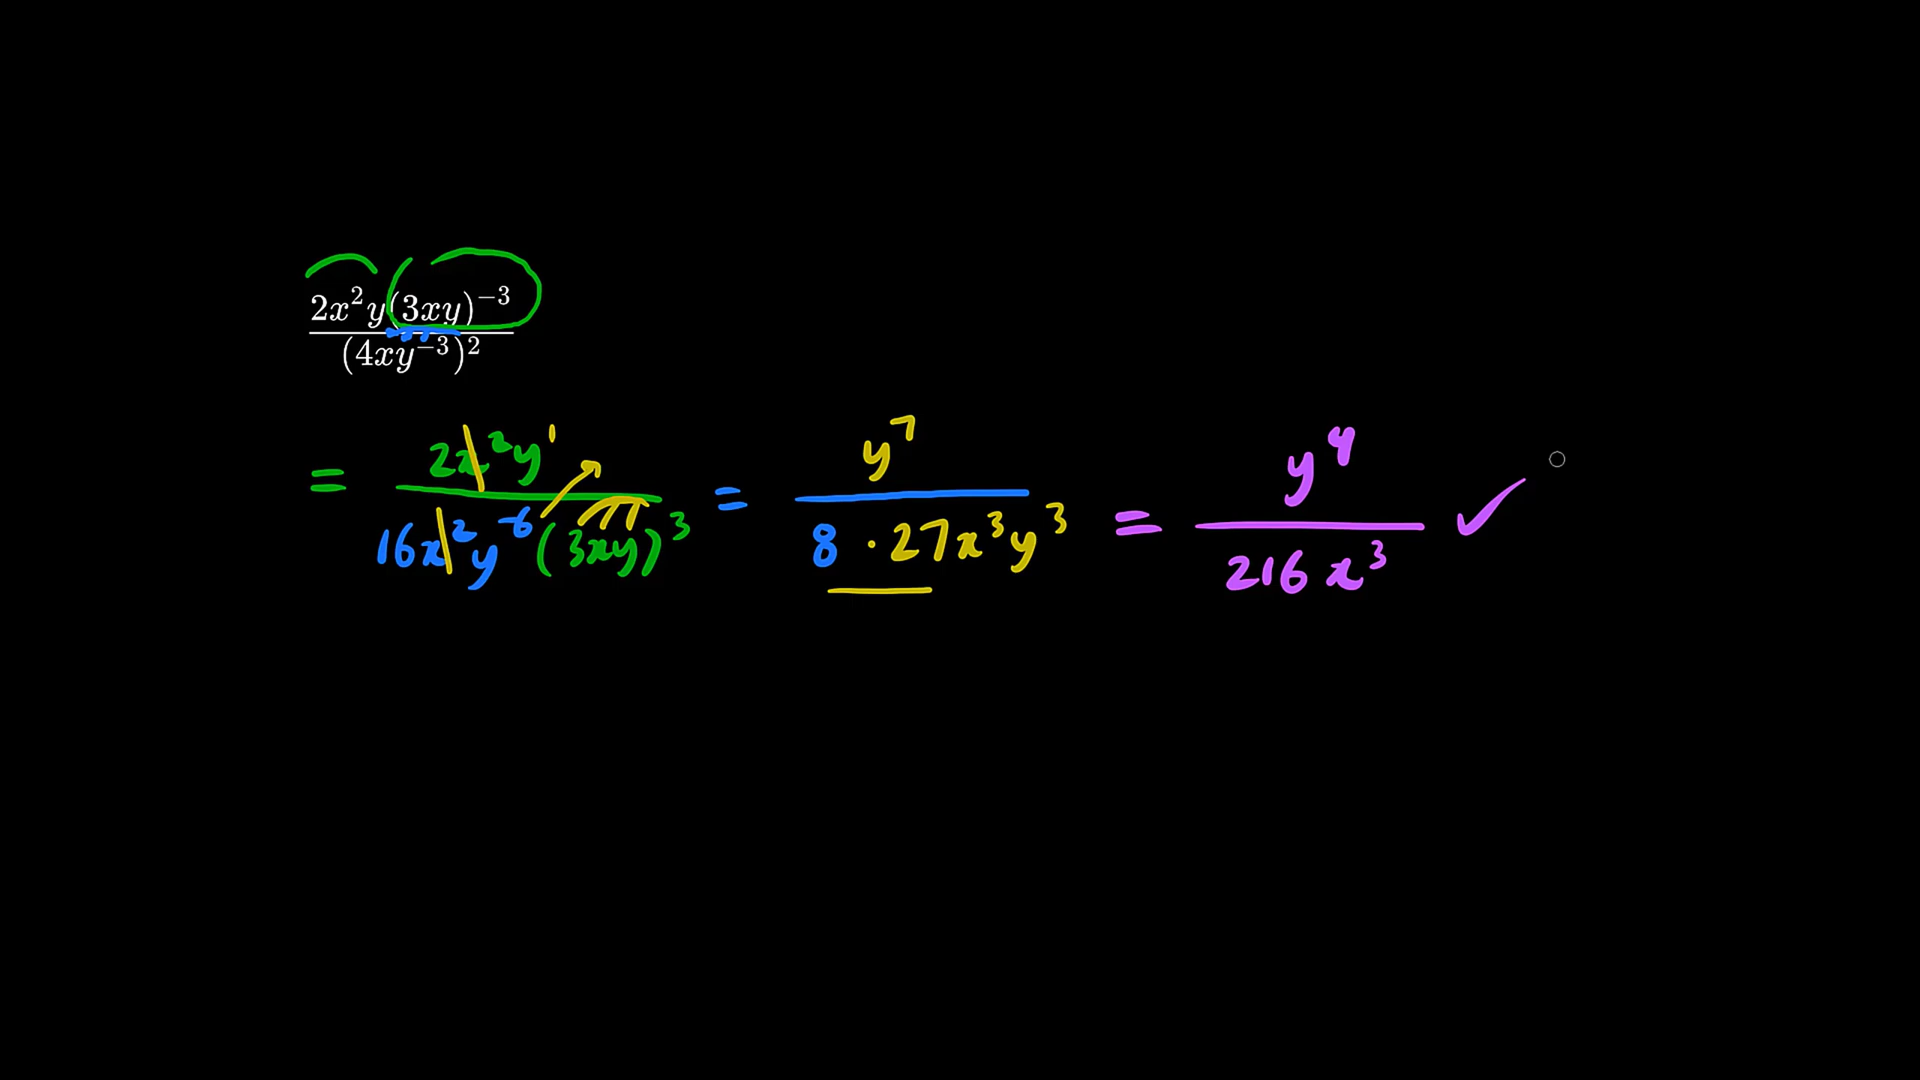 2x²y(3xy)⁻³
(4xy⁻³)²
= 2x²y¹ / 16x²y⁻⁶(3xy)³ = y⁷ / 8 · 27x³y³ = y⁴ / 216x³ ✓